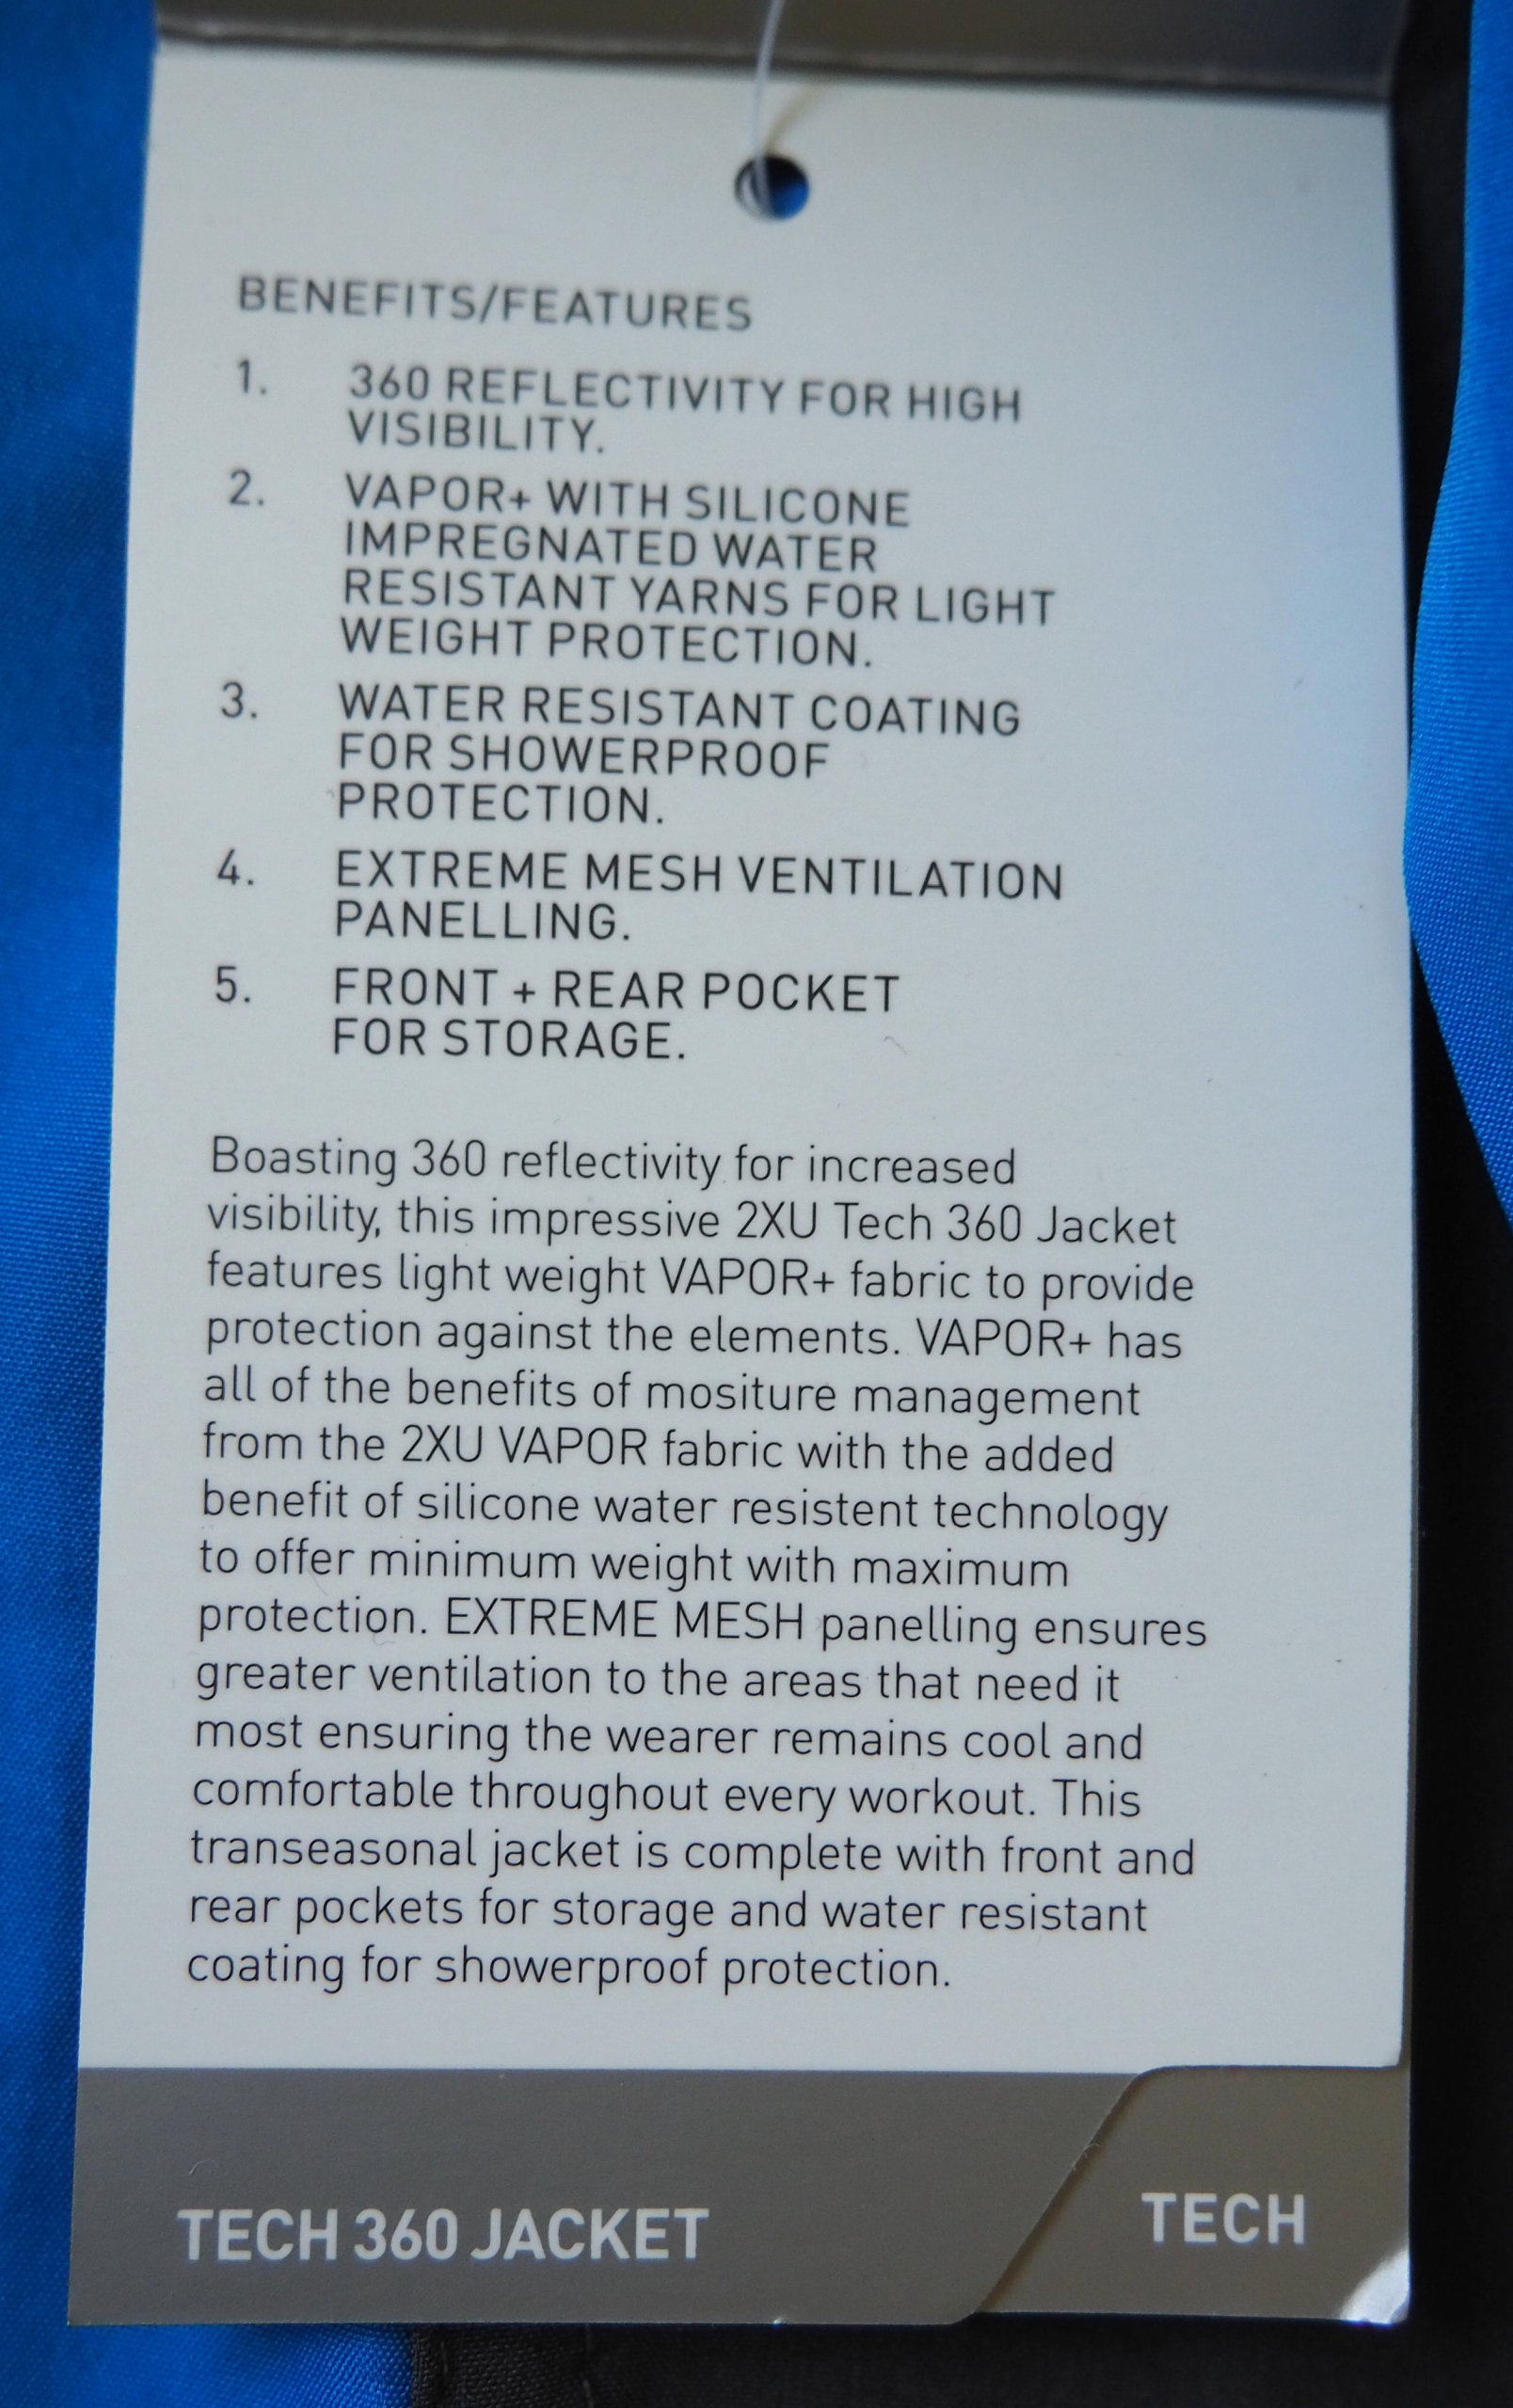 BENEFITS/FEATURES
1. 360 REFLECTIVITY FOR HIGH
VISIBILITY.
2. VAPOR+ WITH SILICONE
IMPREGNATED WATER
RESISTANT YARNS FOR LIGHT
WEIGHT PROTECTION.
3. WATER RESISTANT COATING
FOR SHOWERPROOF
PROTECTION.
4. EXTREME MESH VENTILATION
PANELLING.
5. FRONT + REAR POCKET
FOR STORAGE.
Boasting 360 reflectivity for increased
visibility, this impressive 2XU Tech 360 Jacket
features light weight VAPOR+ fabric to provide
protection against the elements. VAPOR+ has
all of the benefits of mositure management
from the 2XU VAPOR fabric with the added
benefit of silicone water resistent technology
to offer minimum weight with maximum
protection. EXTREME MESH panelling ensures
greater ventilation to the areas that need it
most ensuring the wearer remains cool and
comfortable throughout every workout. This
transeasonal jacket is complete with front and
rear pockets for storage and water resistant
coating for showerproof protection.
TECH 360 JACKET
TECH